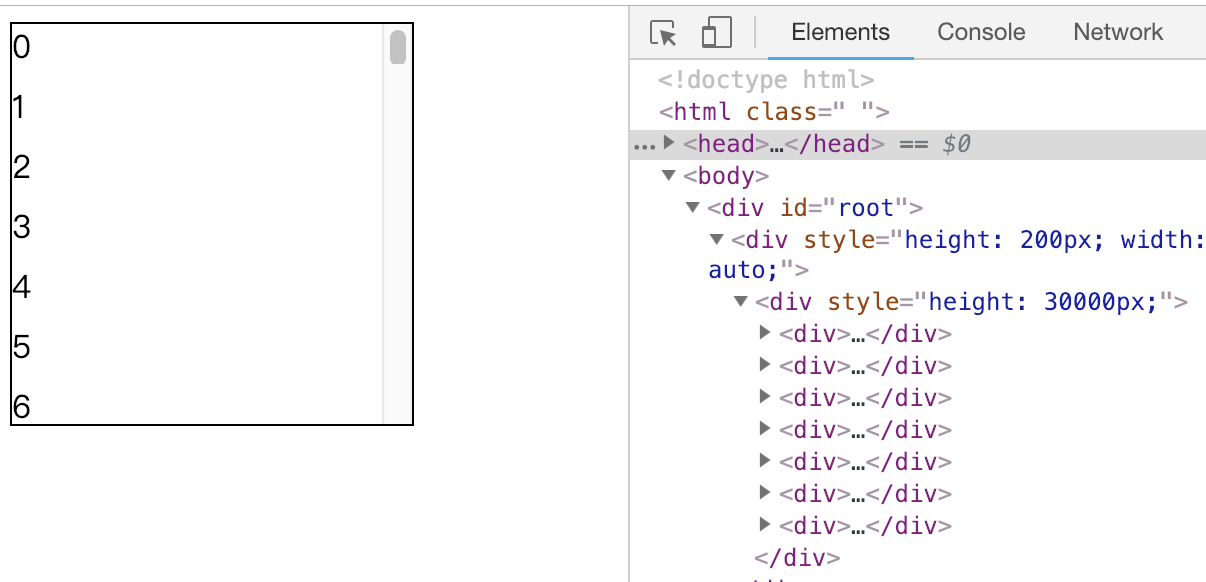 0
1
2
3
4
5
6
Elements Console Network
<!doctype html>
<html class=" ">
… <head>…</head> == $0
<body>
<div id="root">
<div style="height: 200px; width:
auto;">
<div style="height: 30000px;">
<div>…</div>
<div>…</div>
<div>…</div>
<div>…</div>
<div>…</div>
<div>…</div>
<div>…</div>
</div>